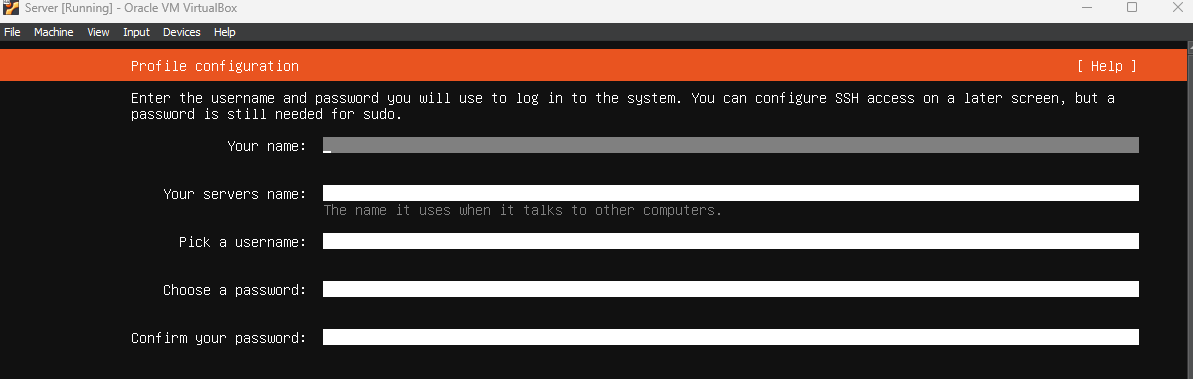 Server [Running] - Oracle VM VirtualBox
File Machine View Input Devices Help
Profile configuration [ Help ]
Enter the username and password you will use to log in to the system. You can configure SSH access on a later screen, but a
password is still needed for sudo.
Your name:
Your servers name:
The name it uses when it talks to other computers.
Pick a username:
Choose a password:
Confirm your password: